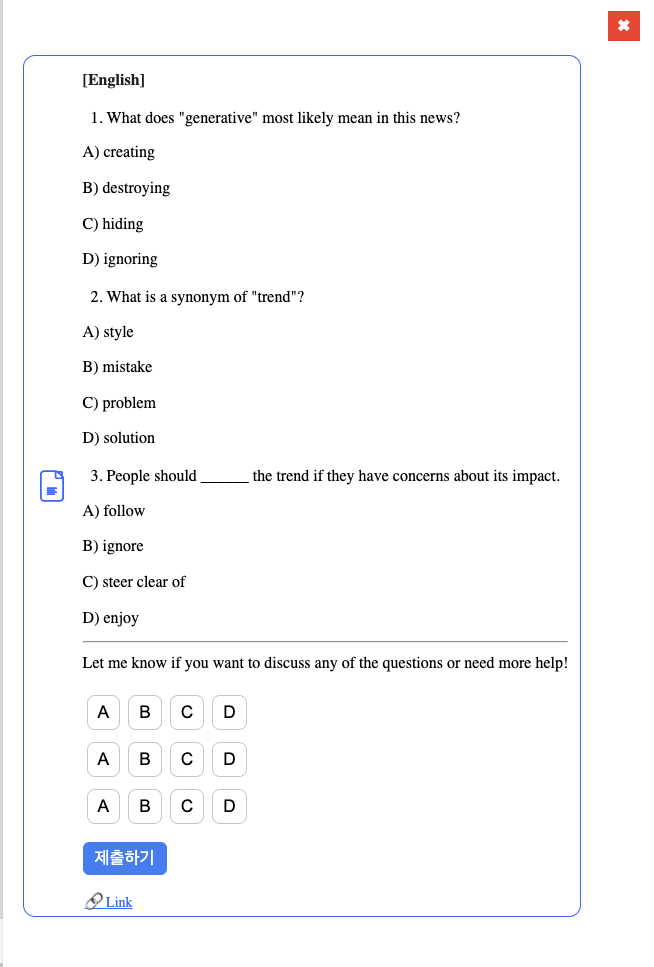 ✖
[English]
1. What does "generative" most likely mean in this news?
A) creating
B) destroying
C) hiding
D) ignoring
2. What is a synonym of "trend"?
A) style
B) mistake
C) problem
D) solution
3. People should ______ the trend if they have concerns about its impact.
A) follow
B) ignore
C) steer clear of
D) enjoy
Let me know if you want to discuss any of the questions or need more help!
A B C D
A B C D
A B C D
제출하기
🔗 Link